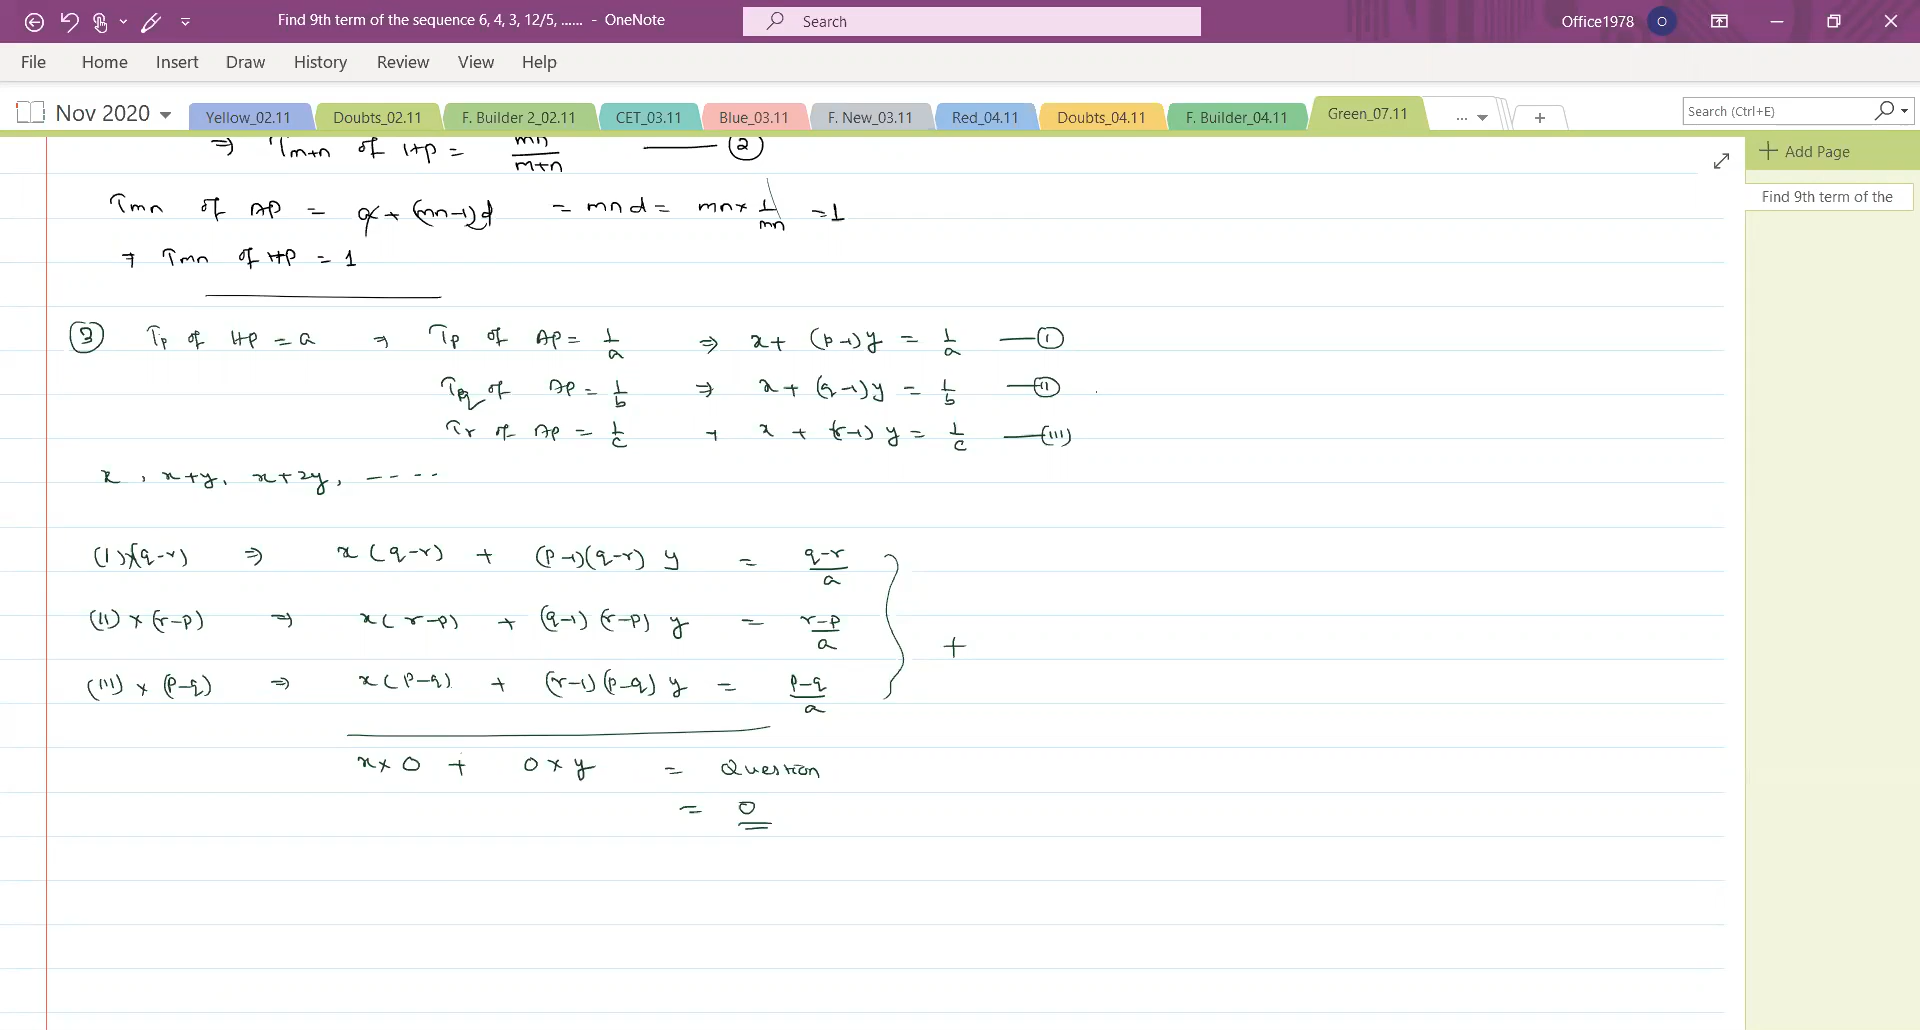 Find 9th term of the sequence 6, 4, 3, 12/5, ...... - OneNote
Search
Office1978
O
File Home Insert Draw History Review View Help
Nov 2020
Yellow_02.11 Doubts_02.11 F. Builder 2_02.11 CET_03.11 Blue_03.11 F. New_03.11 Red_04.11 Doubts_04.11 F. Builder_04.11 Green_07.11 ... +
Search (Ctrl+E)
+ Add Page
Find 9th term of the
⇒ Tm+n of HP = mn/(m+n) —— ②
Tmn of AP = a + (mn-1)d = mnd = mn × 1/mn = 1
⇒ Tmn of HP = 1
③ Tp of HP = a ⇒ Tp of AP = 1/a ⇒ x + (p-1)y = 1/a —— (I)
Tq of AP = 1/b ⇒ x + (q-1)y = 1/b —— (II)
Tr of AP = 1/c ⇒ x + (r-1)y = 1/c —— (III)
x, x+y, x+2y, - - - -
(I)×(q-r) ⇒ x(q-r) + (p-1)(q-r) y = (q-r)/a
(II) × (r-p) ⇒ x(r-p) + (q-1)(r-p) y = (r-p)/a
+
(III) × (p-q) ⇒ x(p-q) + (r-1)(p-q) y = (p-q)/a
x×0 + 0×y = Question
= 0